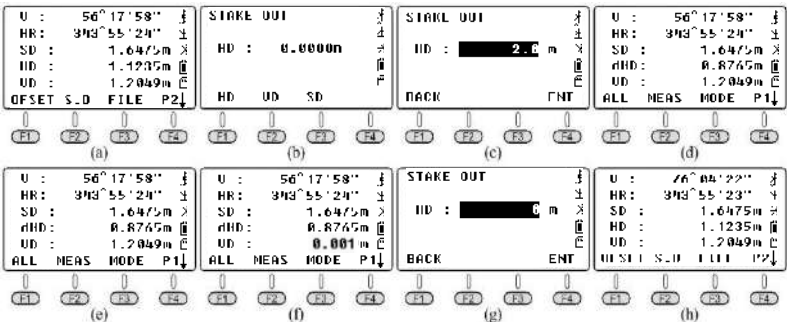 V : 56°17'58"
HR: 343°55'24"
SD : 1.6475m
HD : 1.1235m
VD : 1.2049m
OFSET S.O FILE P2↓
F1 F2 F3 F4
(a)
STAKE OUT
HD : 0.0000m
HD VD SD
F1 F2 F3 F4
(b)
STAKE OUT
HD : 2.0 m
BACK ENT
F1 F2 F3 F4
(c)
V : 56°17'58"
HR: 343°55'24"
SD : 1.6475m
dHD: 0.8765m
VD : 1.2049m
ALL MEAS MODE P1↓
F1 F2 F3 F4
(d)
V : 56°17'58"
HR: 343°55'24"
SD : 1.6475m
dHD: 0.8765m
VD : 1.2049m
ALL MEAS MODE P1↓
F1 F2 F3 F4
(e)
V : 56°17'58"
HR: 343°55'24"
SD : 1.6475m
dHD: 0.8765m
VD : 0.001 m
ALL MEAS MODE P1↓
F1 F2 F3 F4
(f)
STAKE OUT
HD : 0 m
BACK ENT
F1 F2 F3 F4
(g)
V : 76°04'22"
HR: 343°55'23"
SD : 1.6475m
HD : 1.1235m
VD : 1.2049m
OFSET S.O FILE P2↓
F1 F2 F3 F4
(h)